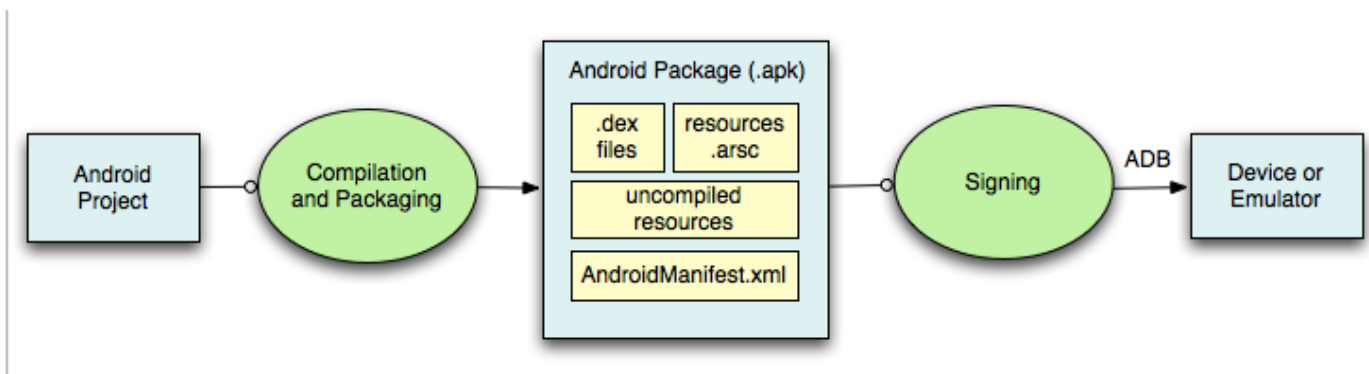 Android
Project
Compilation
and Packaging
Android Package (.apk)
.dex
files
resources
.arsc
uncompiled
resources
AndroidManifest.xml
Signing
ADB
Device or
Emulator